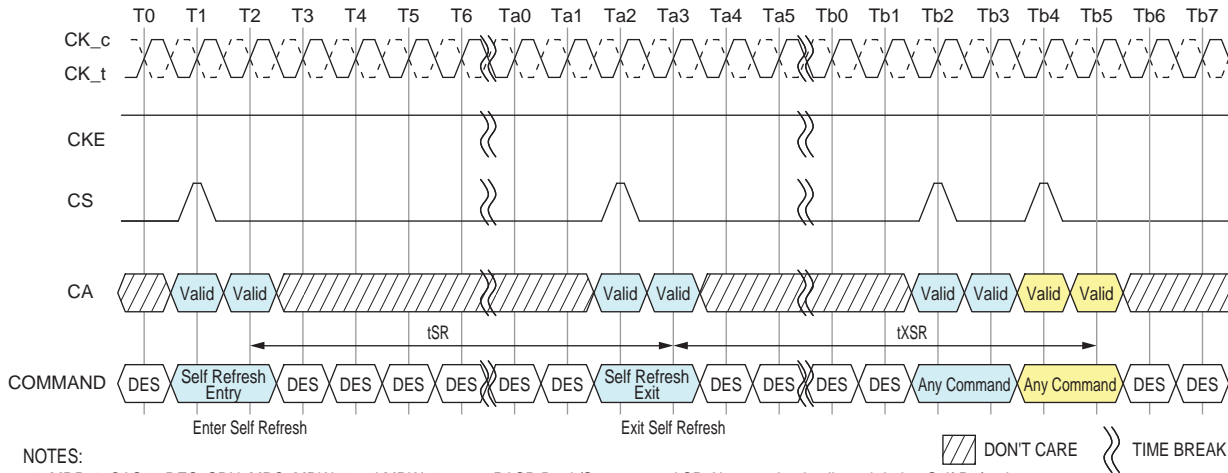 T0 T1 T2 T3 T4 T5 T6 Ta0 Ta1 Ta2 Ta3 Ta4 Ta5 Tb0 Tb1 Tb2 Tb3 Tb4 Tb5 Tb6 Tb7
CK_c
CK_t
CKE
CS
CA Valid Valid Valid Valid Valid Valid Valid Valid
tSR tXSR
COMMAND DES Self Refresh Entry DES DES DES DES DES DES Self Refresh Exit DES DES DES DES Any Command Any Command DES DES
Enter Self Refresh Exit Self Refresh
NOTES:
DON'T CARE TIME BREAK